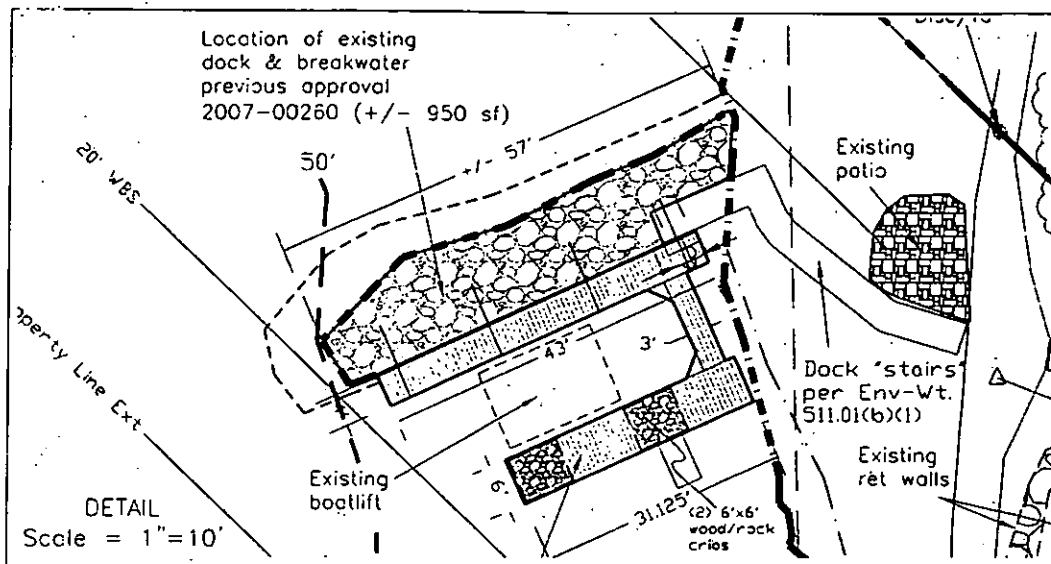 Location of existing
dock & breakwater
previous approval
2007-00260 (+/- 950 sf)
20' WBS
50'
+/- 57'
Existing
patio
operty Line Ext
43'
3'
Dock "stairs"
per Env-Wt.
511.01(b)(1)
Existing
boatlift
6'
31.125'
(2) 6'x6'
wood/rock
cribs
Existing
ret walls
DETAIL
Scale = 1"=10'